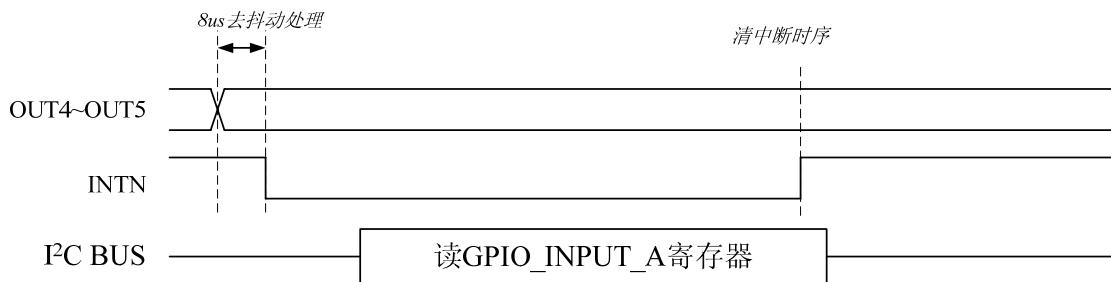 8us去抖动处理
清中断时序
OUT4~OUT5
INTN
I²C BUS
读GPIO_INPUT_A寄存器